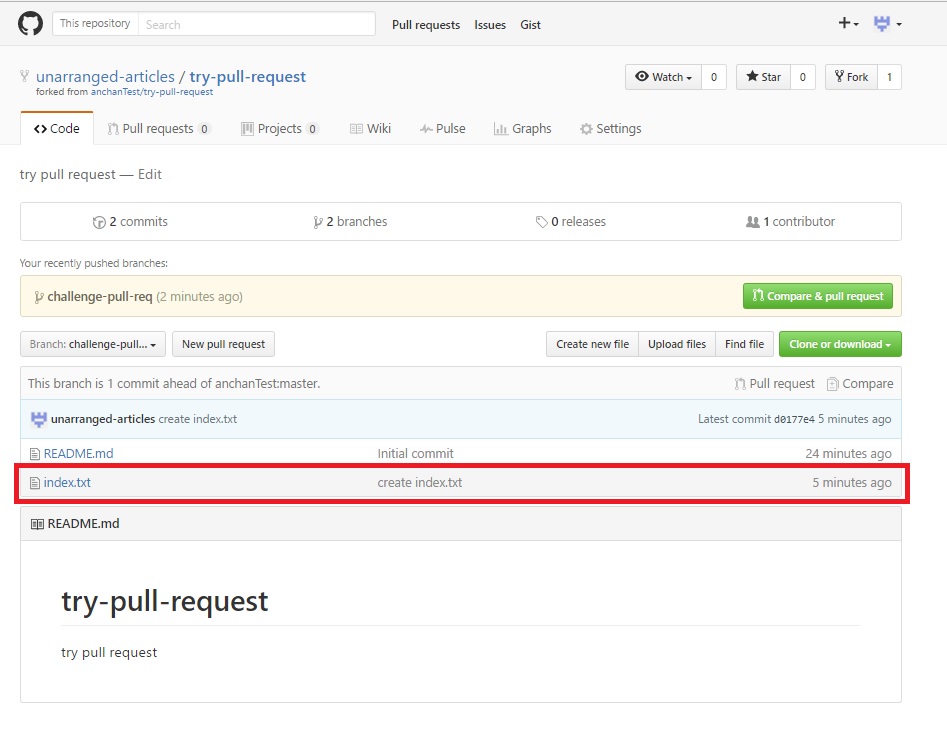 This repository Search Pull requests Issues Gist
unarranged-articles / try-pull-request Watch 0 Star 0 Fork 1
forked from anchanTest/try-pull-request
Code Pull requests 0 Projects 0 Wiki Pulse Graphs Settings
try pull request — Edit
2 commits 2 branches 0 releases 1 contributor
Your recently pushed branches:
challenge-pull-req (2 minutes ago) Compare & pull request
Branch: challenge-pull... New pull request Create new file Upload files Find file Clone or download
This branch is 1 commit ahead of anchanTest:master. Pull request Compare
unarranged-articles create index.txt Latest commit d0177e4 5 minutes ago
README.md Initial commit 24 minutes ago
index.txt create index.txt 5 minutes ago
README.md
try-pull-request
try pull request